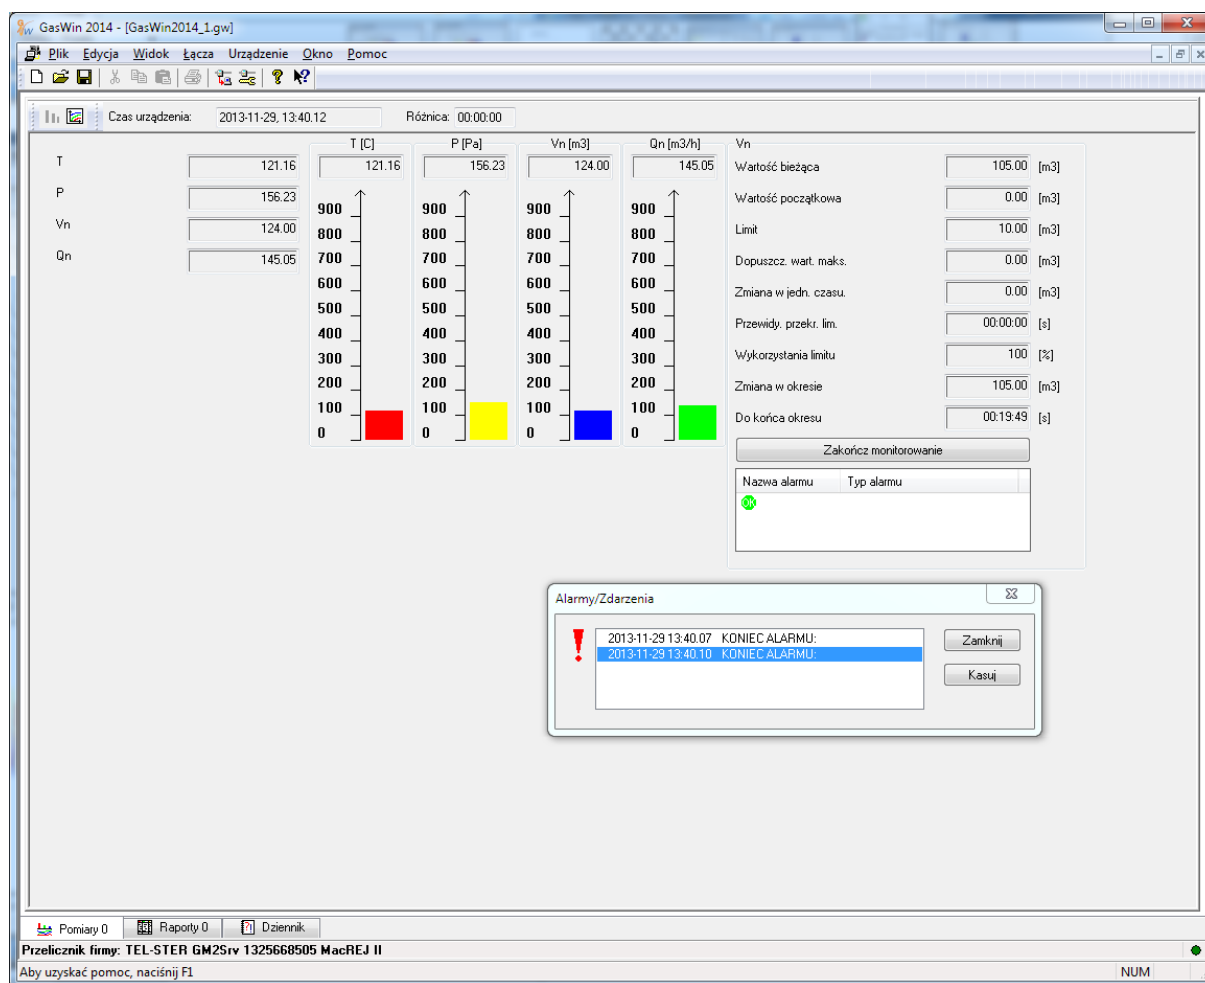 GasWin 2014 - [GasWin2014_1.gw]
Plik Edycja Widok Łącza Urządzenie Okno Pomoc
Czas urządzenia: 2013-11-29, 13:40.12 Różnica: 00:00:00
T 121.16
P 156.23
Vn 124.00
Qn 145.05
T [C] P [Pa] Vn [m3] Qn [m3/h]
121.16 156.23 124.00 145.05
900 900 900 900
800 800 800 800
700 700 700 700
600 600 600 600
500 500 500 500
400 400 400 400
300 300 300 300
200 200 200 200
100 100 100 100
0 0 0 0
Vn
Wartość bieżąca 105.00 [m3]
Wartość początkowa 0.00 [m3]
Limit 10.00 [m3]
Dopuszcz. wart. maks. 0.00 [m3]
Zmiana w jedn. czasu. 0.00 [m3]
Przewidy. przekr. lim. 00:00:00 [s]
Wykorzystania limitu 100 [%]
Zmiana w okresie 105.00 [m3]
Do końca okresu 00:19:49 [s]
Zakończ monitorowanie
Nazwa alarmu Typ alarmu
OK
Alarmy/Zdarzenia
2013-11-29 13:40.07 KONIEC ALARMU:
2013-11-29 13:40.10 KONIEC ALARMU:
Zamknij
Kasuj
Pomiary 0 Raporty 0 Dziennik
Przelicznik firmy: TEL-STER GM2Srv 1325668505 MacREJ II
Aby uzyskać pomoc, naciśnij F1 NUM